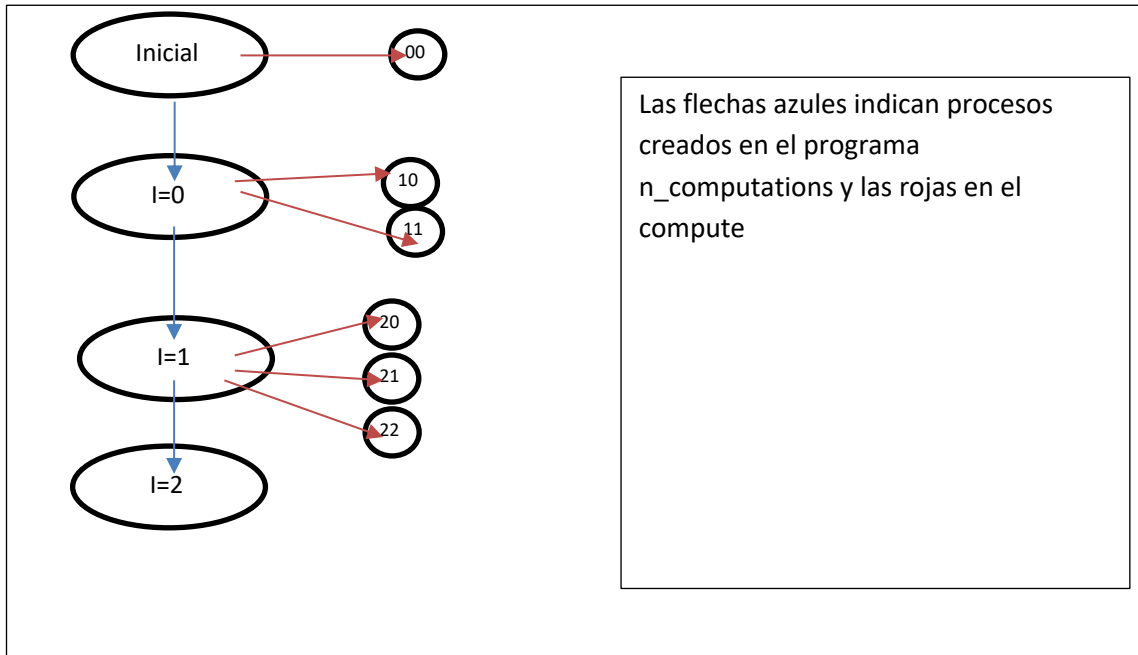 Inicial
00
I=0
10
11
I=1
20
21
22
I=2
Las flechas azules indican procesos
creados en el programa
n_computations y las rojas en el
compute